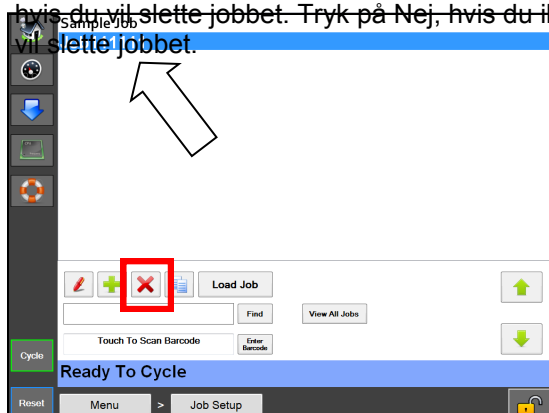 hvis du vil slette jobbet. Tryk på Nej, hvis du
vil slette jobbet.
Sample Job
Load Job
Find
View All Jobs
Touch To Scan Barcode
Enter
Barcode
Cycle
Ready To Cycle
Reset
Menu
>
Job Setup